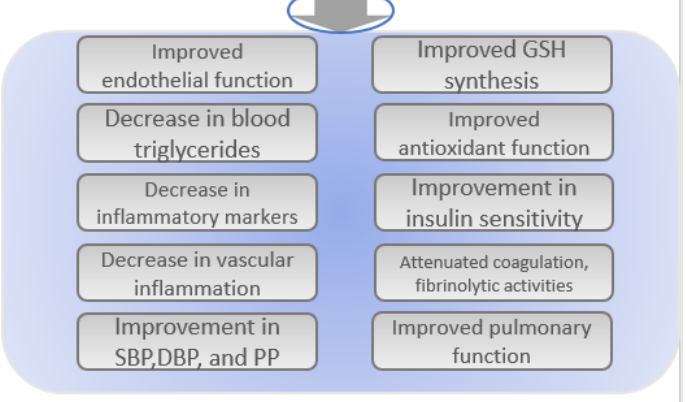 Improved
endothelial function
Decrease in blood
triglycerides
Decrease in
inflammatory markers
Decrease in vascular
inflammation
Improvement in
SBP,DBP, and PP
Improved GSH
synthesis
Improved
antioxidant function
Improvement in
insulin sensitivity
Attenuated coagulation,
fibrinolytic activities
Improved pulmonary
function